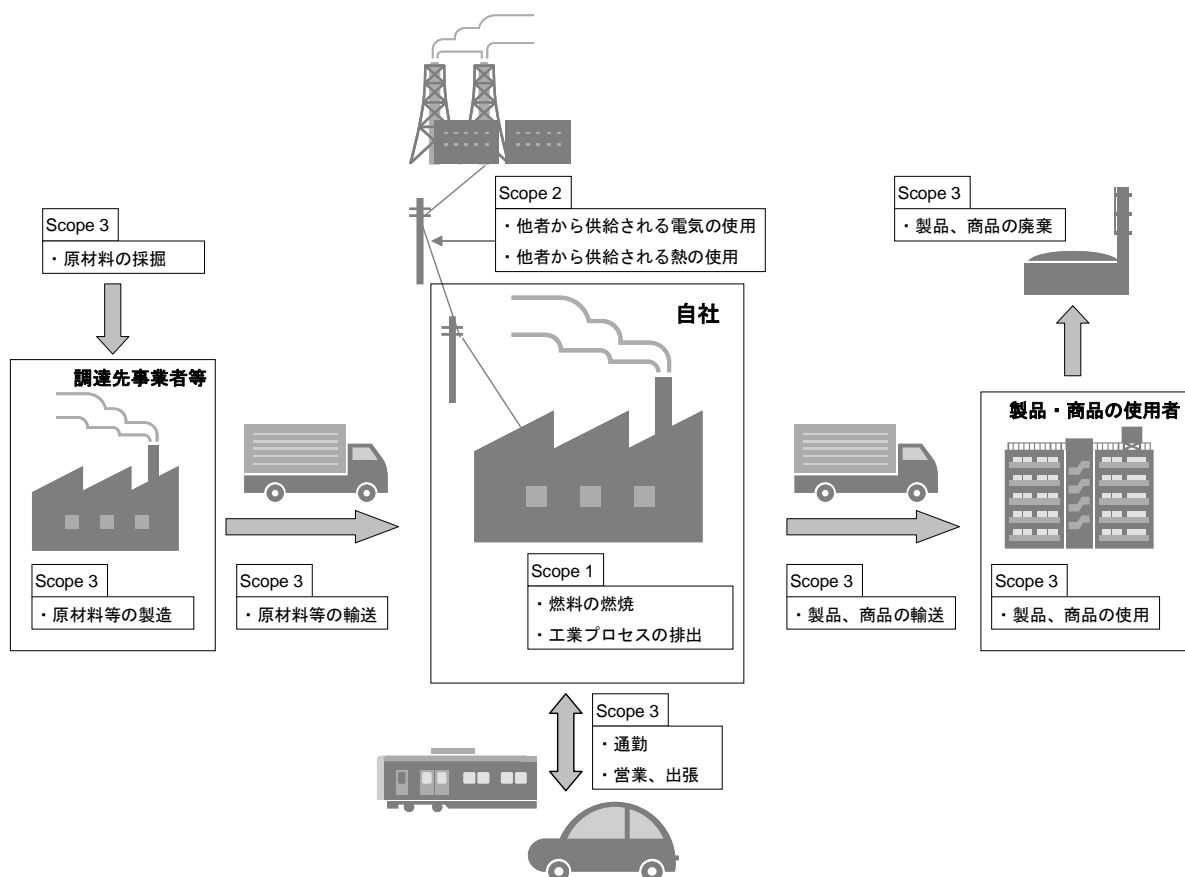 Scope 2
・他者から供給される電気の使用
・他者から供給される熱の使用
Scope 3
・原材料の採掘
Scope 3
・製品、商品の廃棄
調達先事業者等
Scope 3
・原材料等の製造
Scope 3
・原材料等の輸送
自社
Scope 1
・燃料の燃焼
・工業プロセスの排出
Scope 3
・製品、商品の輸送
製品・商品の使用者
Scope 3
・製品、商品の使用
Scope 3
・通勤
・営業、出張